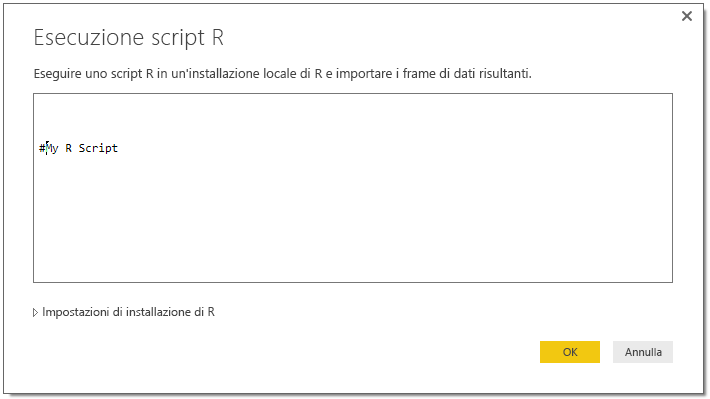 Esecuzione script R
Eseguire uno script R in un'installazione locale di R e importare i frame di dati risultanti.
#My R Script
Impostazioni di installazione di R
OK
Annulla